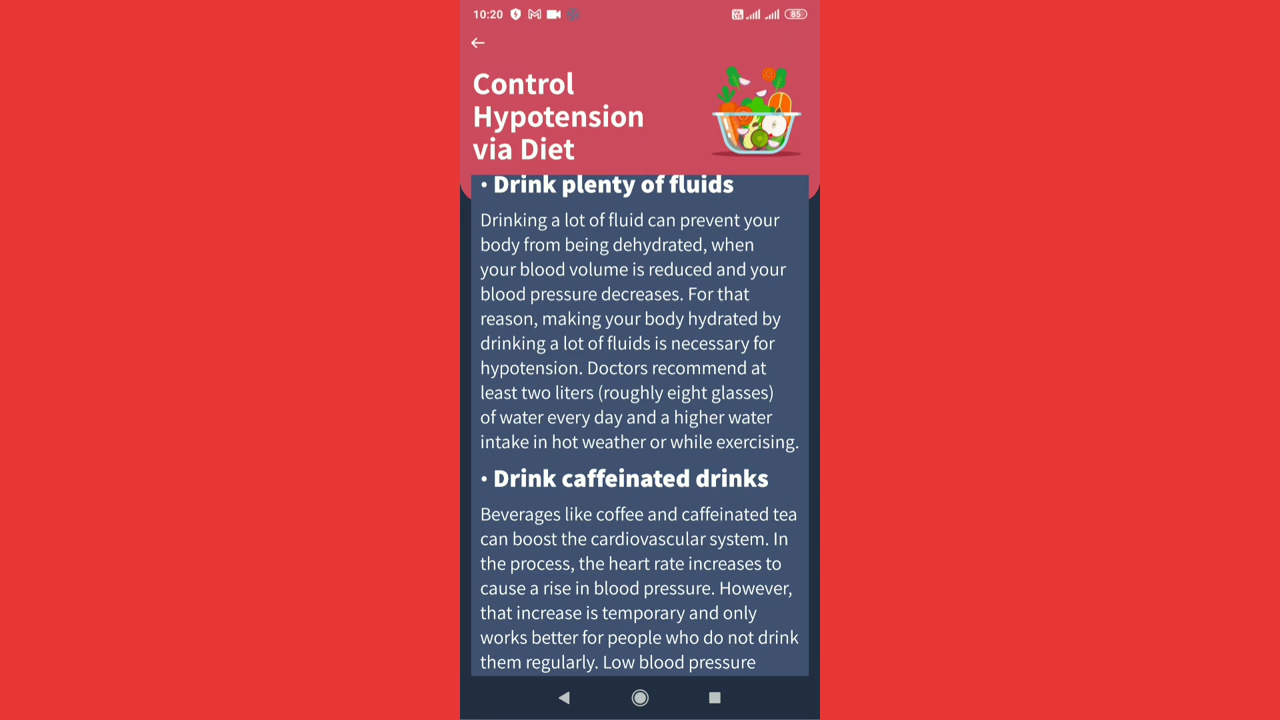 10:20
85
Control
Hypotension
via Diet
• Drink plenty of fluids
Drinking a lot of fluid can prevent your
body from being dehydrated, when
your blood volume is reduced and your
blood pressure decreases. For that
reason, making your body hydrated by
drinking a lot of fluids is necessary for
hypotension. Doctors recommend at
least two liters (roughly eight glasses)
of water every day and a higher water
intake in hot weather or while exercising.
• Drink caffeinated drinks
Beverages like coffee and caffeinated tea
can boost the cardiovascular system. In
the process, the heart rate increases to
cause a rise in blood pressure. However,
that increase is temporary and only
works better for people who do not drink
them regularly. Low blood pressure